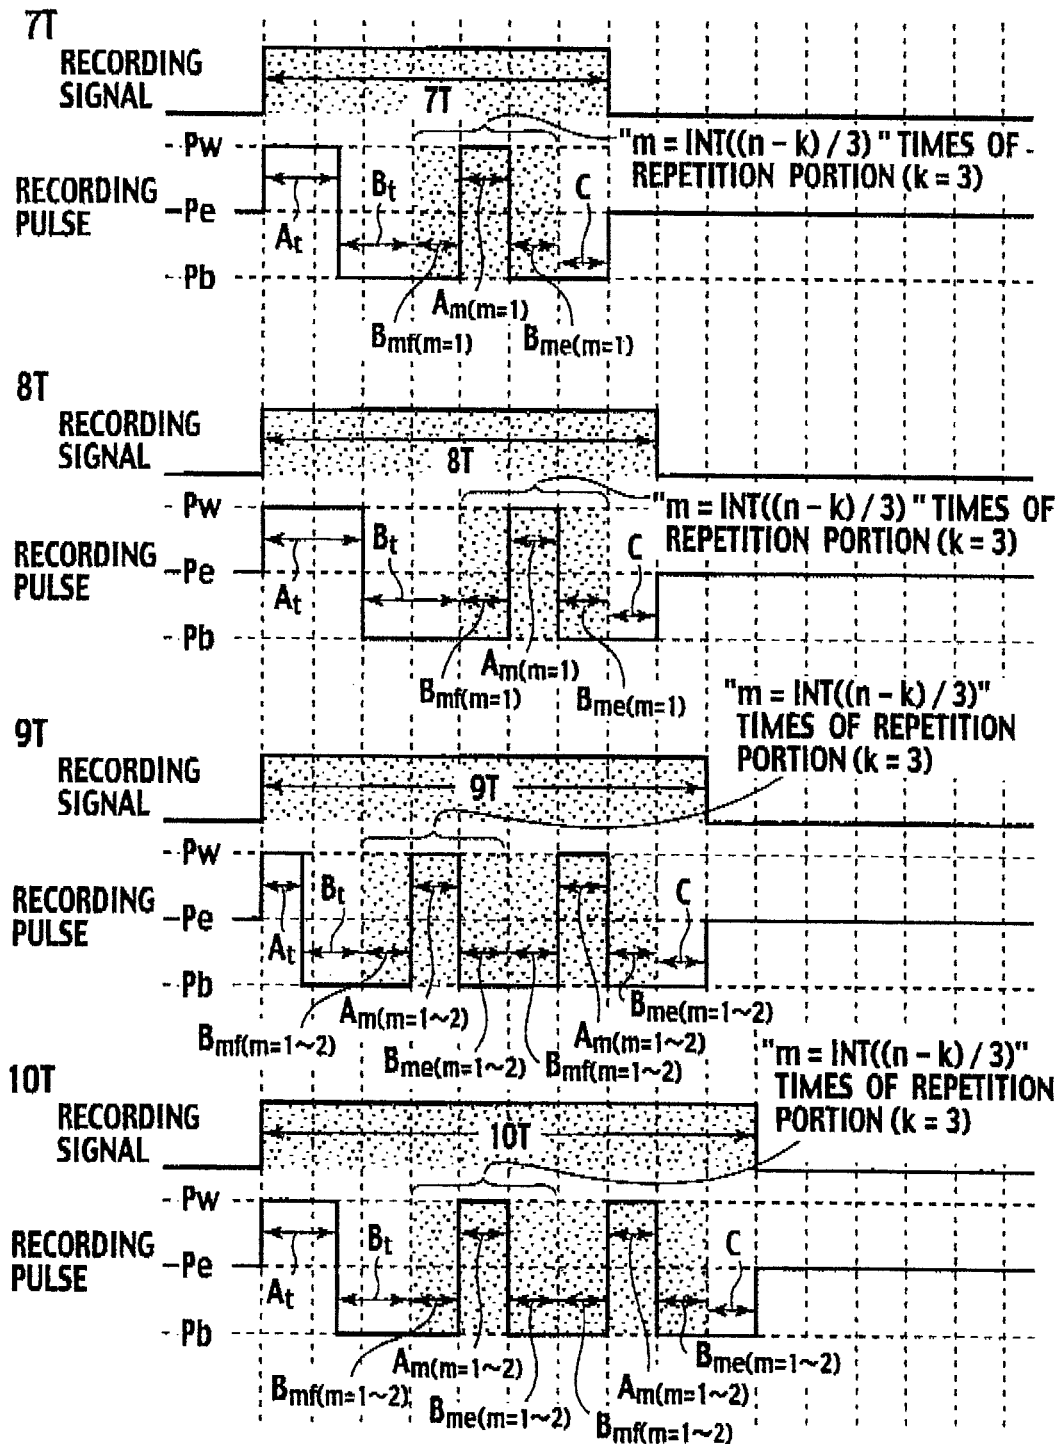 7T
RECORDING
SIGNAL
7T
"m = INT((n - k) / 3)" TIMES OF
REPETITION PORTION (k = 3)
RECORDING
PULSE
Pw
Pe
Pb
At
Bt
C
Am(m=1)
Bmf(m=1)
Bme(m=1)
8T
RECORDING
SIGNAL
8T
"m = INT((n - k) / 3)" TIMES OF
REPETITION PORTION (k = 3)
RECORDING
PULSE
Pw
Pe
Pb
At
Bt
C
Am(m=1)
Bmf(m=1)
Bme(m=1)
"m = INT((n - k) / 3)"
TIMES OF REPETITION
PORTION (k = 3)
9T
RECORDING
SIGNAL
9T
RECORDING
PULSE
Pw
Pe
Pb
At
Bt
C
Bmf(m=1~2)
Am(m=1~2)
Bme(m=1~2)
Bmf(m=1~2)
Am(m=1~2)
Bme(m=1~2)
"m = INT((n - k) / 3)"
TIMES OF REPETITION
PORTION (k = 3)
10T
RECORDING
SIGNAL
10T
RECORDING
PULSE
Pw
Pe
Pb
At
Bt
C
Bmf(m=1~2)
Am(m=1~2)
Bme(m=1~2)
Bmf(m=1~2)
Am(m=1~2)
Bme(m=1~2)